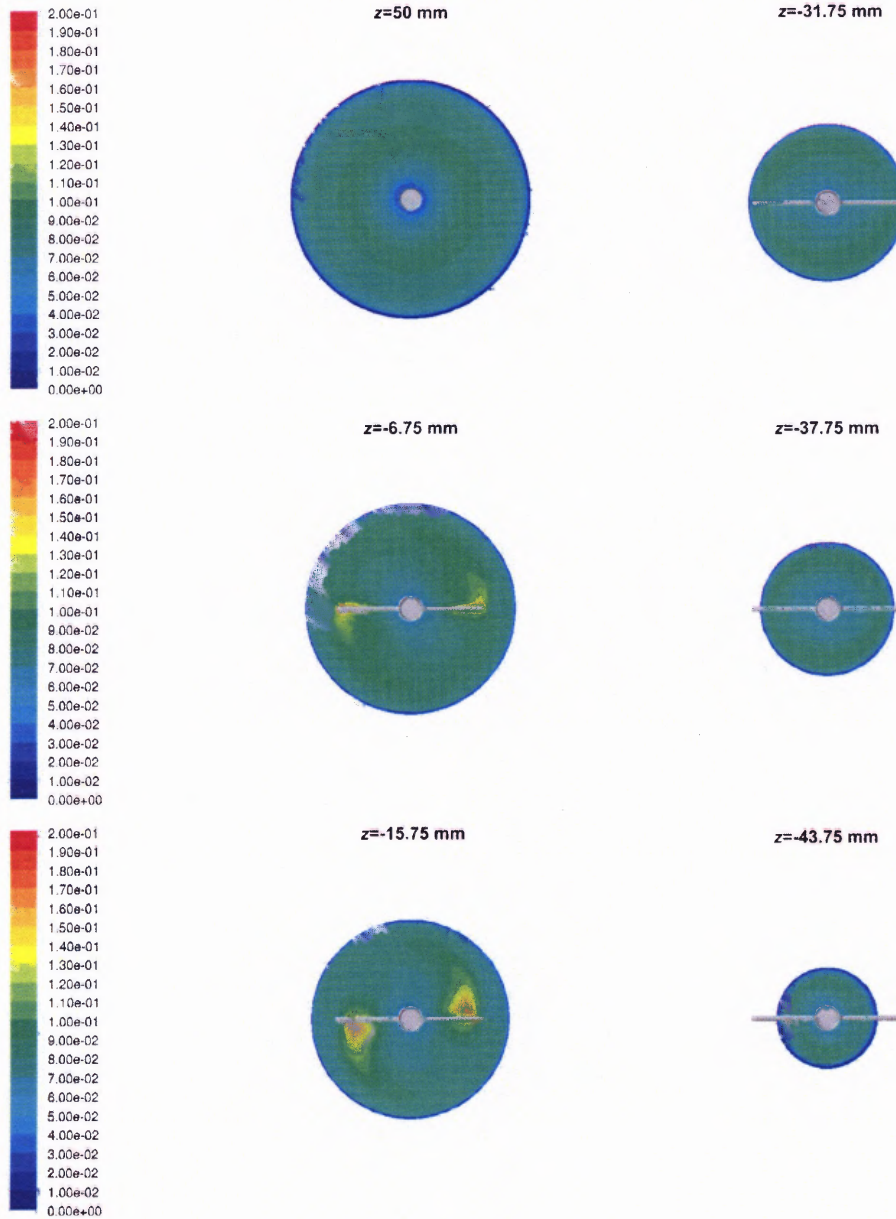 z=50 mm
z=-31.75 mm
2.00e-01
1.90e-01
1.80e-01
1.70e-01
1.60e-01
1.50e-01
1.40e-01
1.30e-01
1.20e-01
1.10e-01
1.00e-01
9.00e-02
8.00e-02
7.00e-02
6.00e-02
5.00e-02
4.00e-02
3.00e-02
2.00e-02
1.00e-02
0.00e+00
z=-6.75 mm
z=-37.75 mm
2.00e-01
1.90e-01
1.80e-01
1.70e-01
1.60e-01
1.50e-01
1.40e-01
1.30e-01
1.20e-01
1.10e-01
1.00e-01
9.00e-02
8.00e-02
7.00e-02
6.00e-02
5.00e-02
4.00e-02
3.00e-02
2.00e-02
1.00e-02
0.00e+00
z=-15.75 mm
z=-43.75 mm
2.00e-01
1.90e-01
1.80e-01
1.70e-01
1.60e-01
1.50e-01
1.40e-01
1.30e-01
1.20e-01
1.10e-01
1.00e-01
9.00e-02
8.00e-02
7.00e-02
6.00e-02
5.00e-02
4.00e-02
3.00e-02
2.00e-02
1.00e-02
0.00e+00